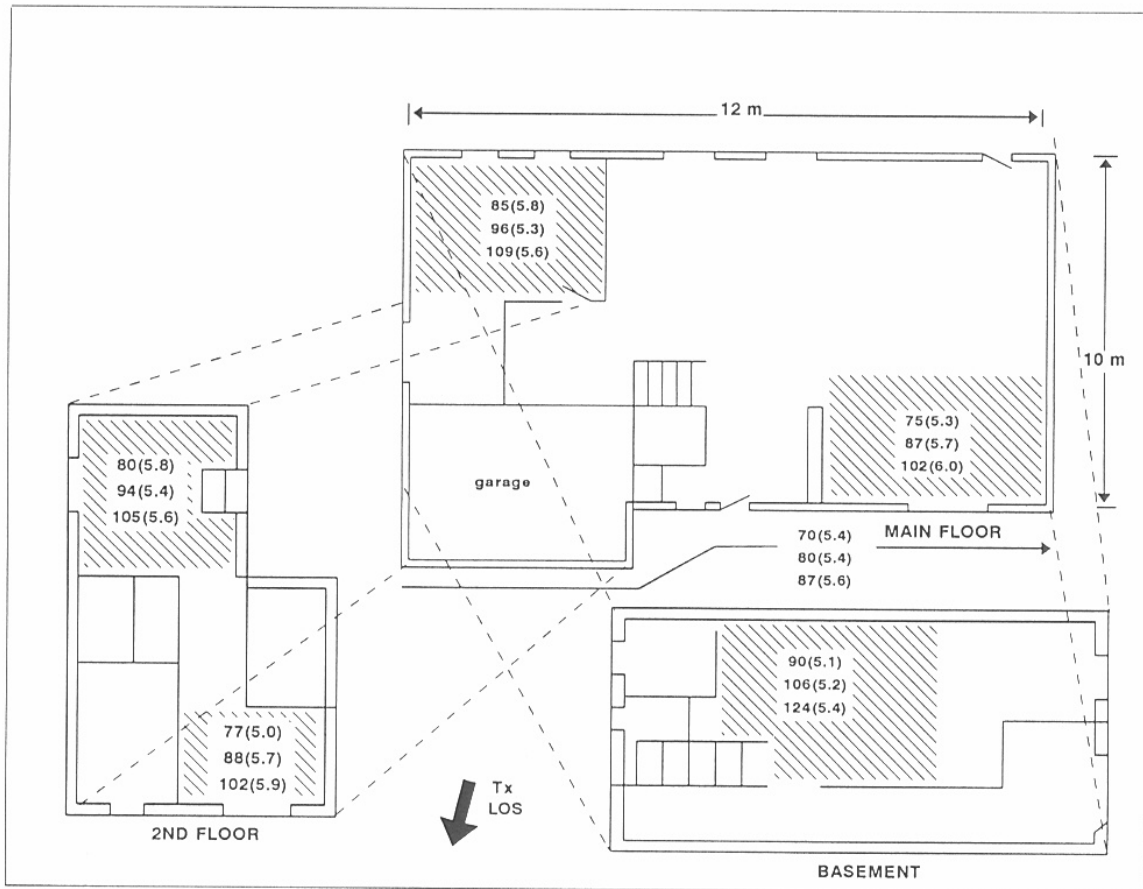 12 m
85(5.8)
96(5.3)
109(5.6)
10 m
75(5.3)
87(5.7)
102(6.0)
garage
MAIN FLOOR
70(5.4)
80(5.4)
87(5.6)
80(5.8)
94(5.4)
105(5.6)
77(5.0)
88(5.7)
102(5.9)
2ND FLOOR
Tx
LOS
90(5.1)
106(5.2)
124(5.4)
BASEMENT